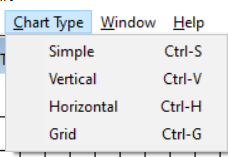 Chart Type Window Help
Simple Ctrl-S
Vertical Ctrl-V
Horizontal Ctrl-H
Grid Ctrl-G